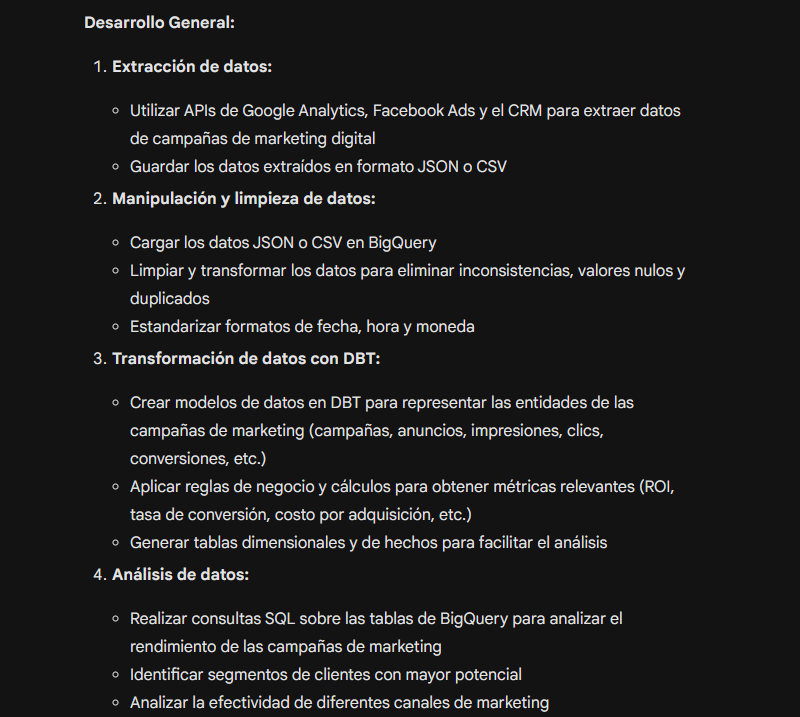 Desarrollo General:
1. Extracción de datos:
◦ Utilizar APIs de Google Analytics, Facebook Ads y el CRM para extraer datos
de campañas de marketing digital
◦ Guardar los datos extraídos en formato JSON o CSV
2. Manipulación y limpieza de datos:
◦ Cargar los datos JSON o CSV en BigQuery
◦ Limpiar y transformar los datos para eliminar inconsistencias, valores nulos y
duplicados
◦ Estandarizar formatos de fecha, hora y moneda
3. Transformación de datos con DBT:
◦ Crear modelos de datos en DBT para representar las entidades de las
campañas de marketing (campañas, anuncios, impresiones, clics,
conversiones, etc.)
◦ Aplicar reglas de negocio y cálculos para obtener métricas relevantes (ROI,
tasa de conversión, costo por adquisición, etc.)
◦ Generar tablas dimensionales y de hechos para facilitar el análisis
4. Análisis de datos:
◦ Realizar consultas SQL sobre las tablas de BigQuery para analizar el
rendimiento de las campañas de marketing
◦ Identificar segmentos de clientes con mayor potencial
◦ Analizar la efectividad de diferentes canales de marketing